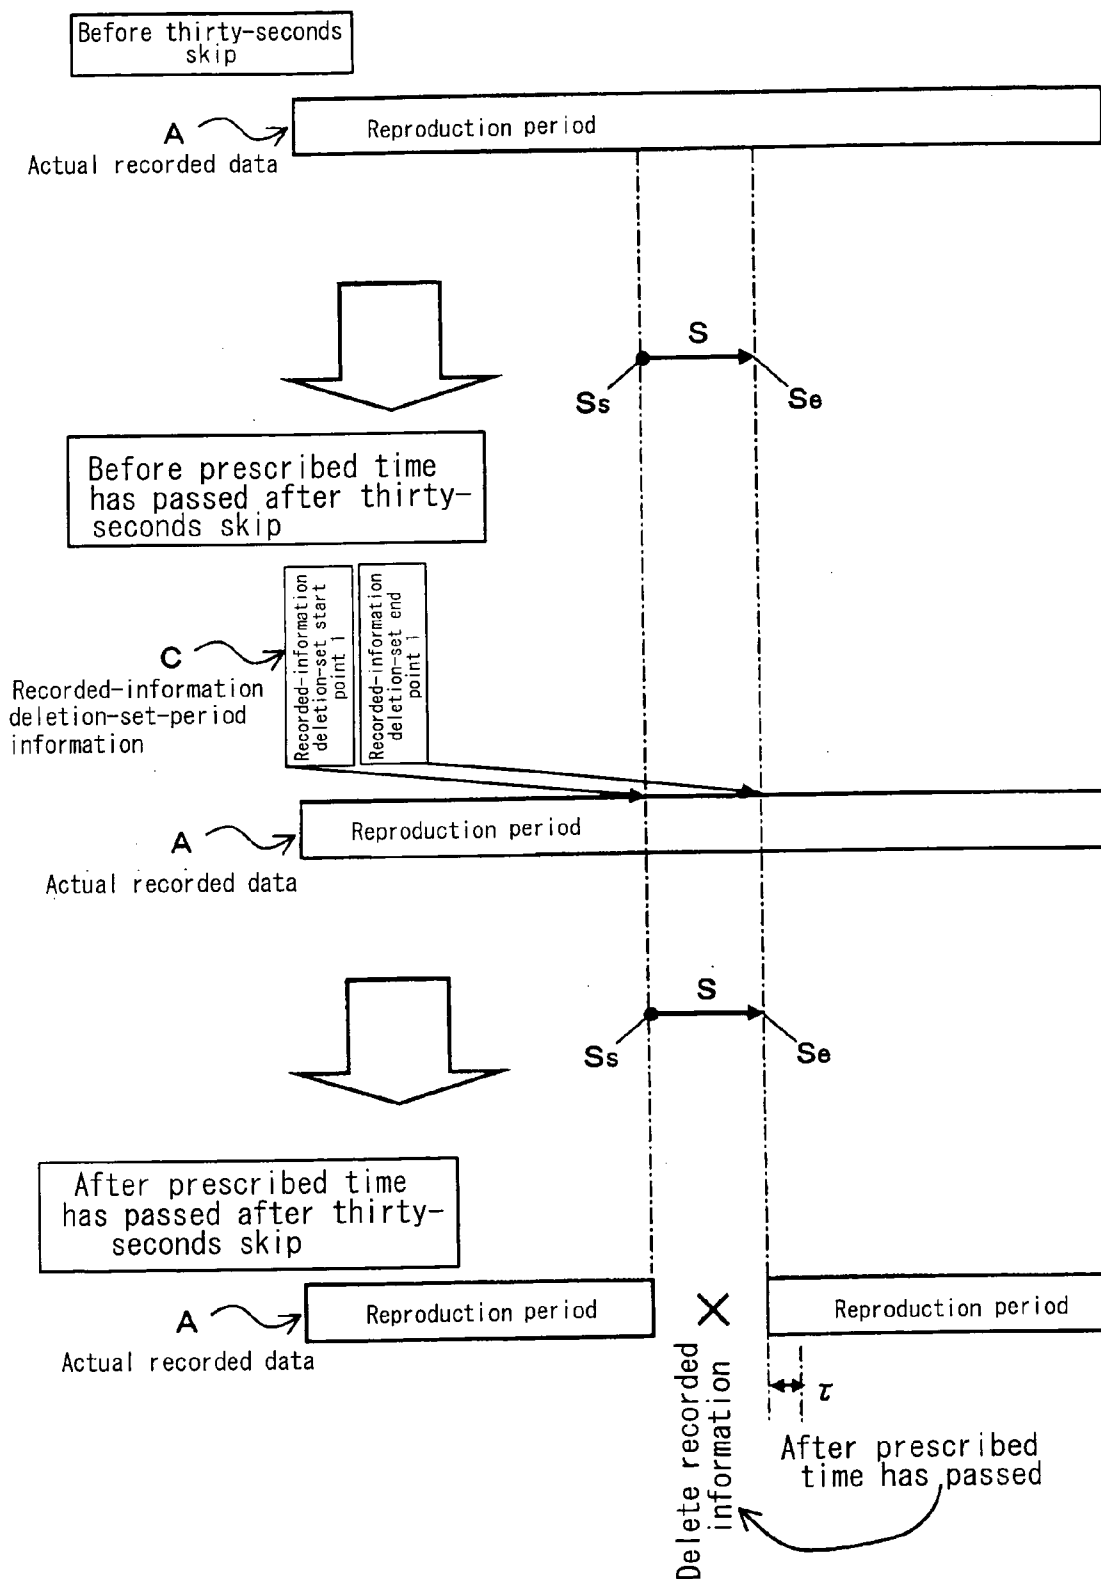 Before thirty-seconds
skip
A
Actual recorded data
Reproduction period
S
Ss
Se
Before prescribed time
has passed after thirty-
seconds skip
C
Recorded-information
deletion-set-period
information
Recorded-information
deletion-set start
point 1
Recorded-information
deletion-set end
point 1
A
Actual recorded data
Reproduction period
S
Ss
Se
After prescribed time
has passed after thirty-
seconds skip
A
Actual recorded data
Reproduction period
Reproduction period
Delete recorded
information
τ
After prescribed
time has passed